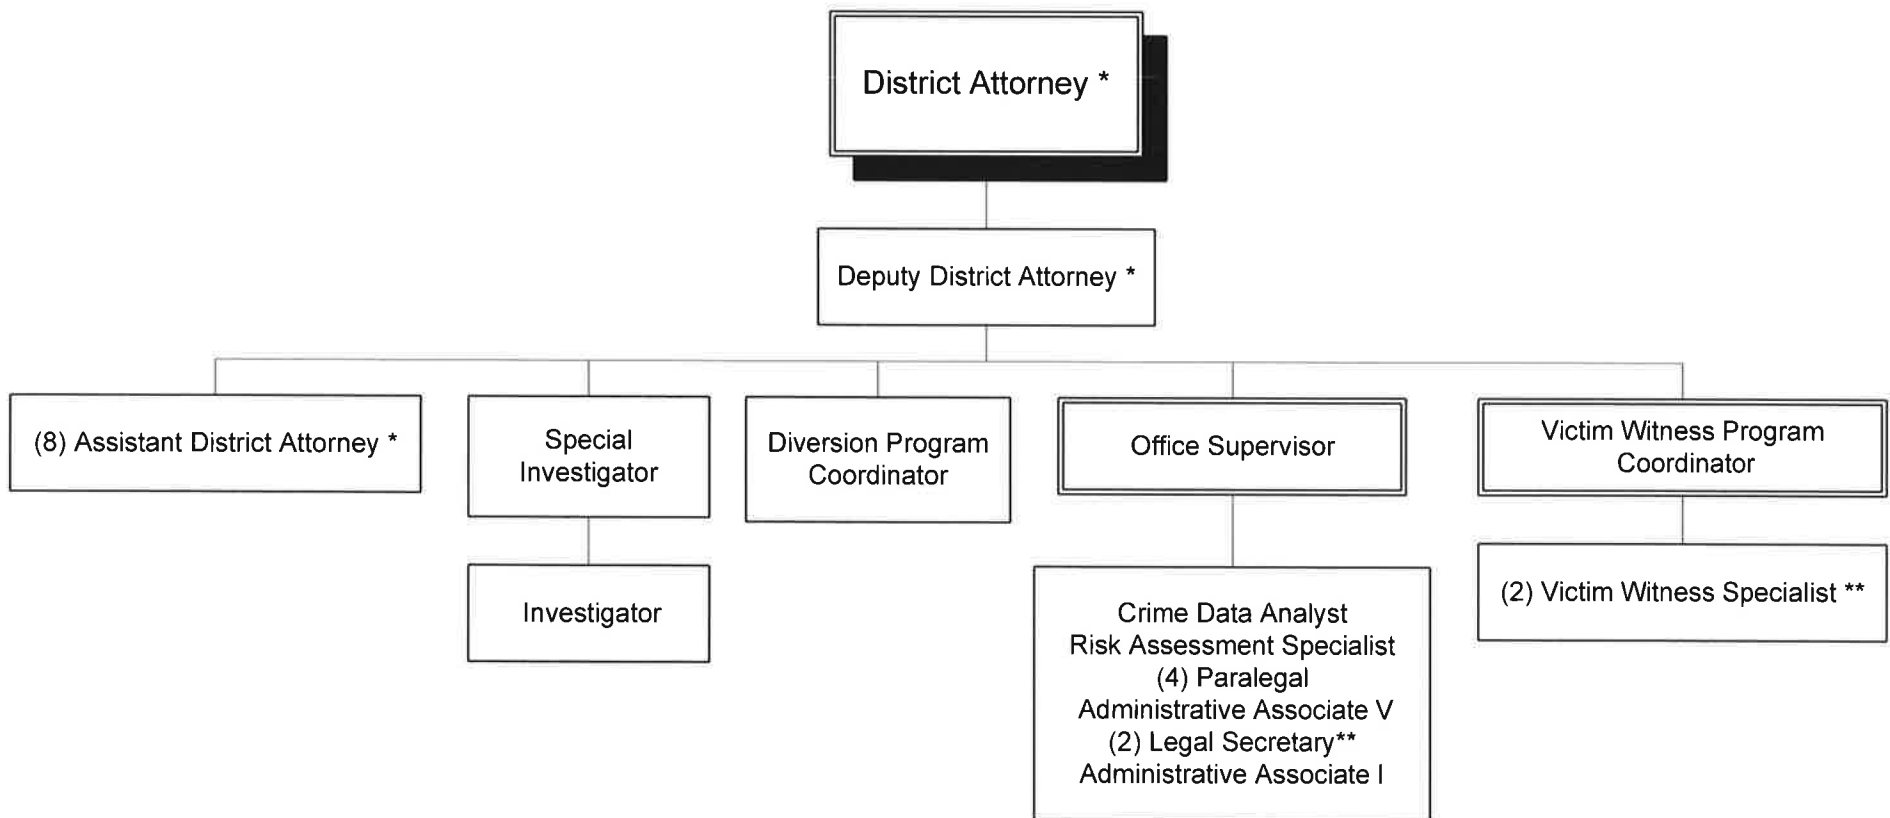 District Attorney *
Deputy District Attorney *
(8) Assistant District Attorney *
Special
Investigator
Diversion Program
Coordinator
Office Supervisor
Victim Witness Program
Coordinator
Investigator
Crime Data Analyst
Risk Assessment Specialist
(4) Paralegal
Administrative Associate V
(2) Legal Secretary**
Administrative Associate I
(2) Victim Witness Specialist **